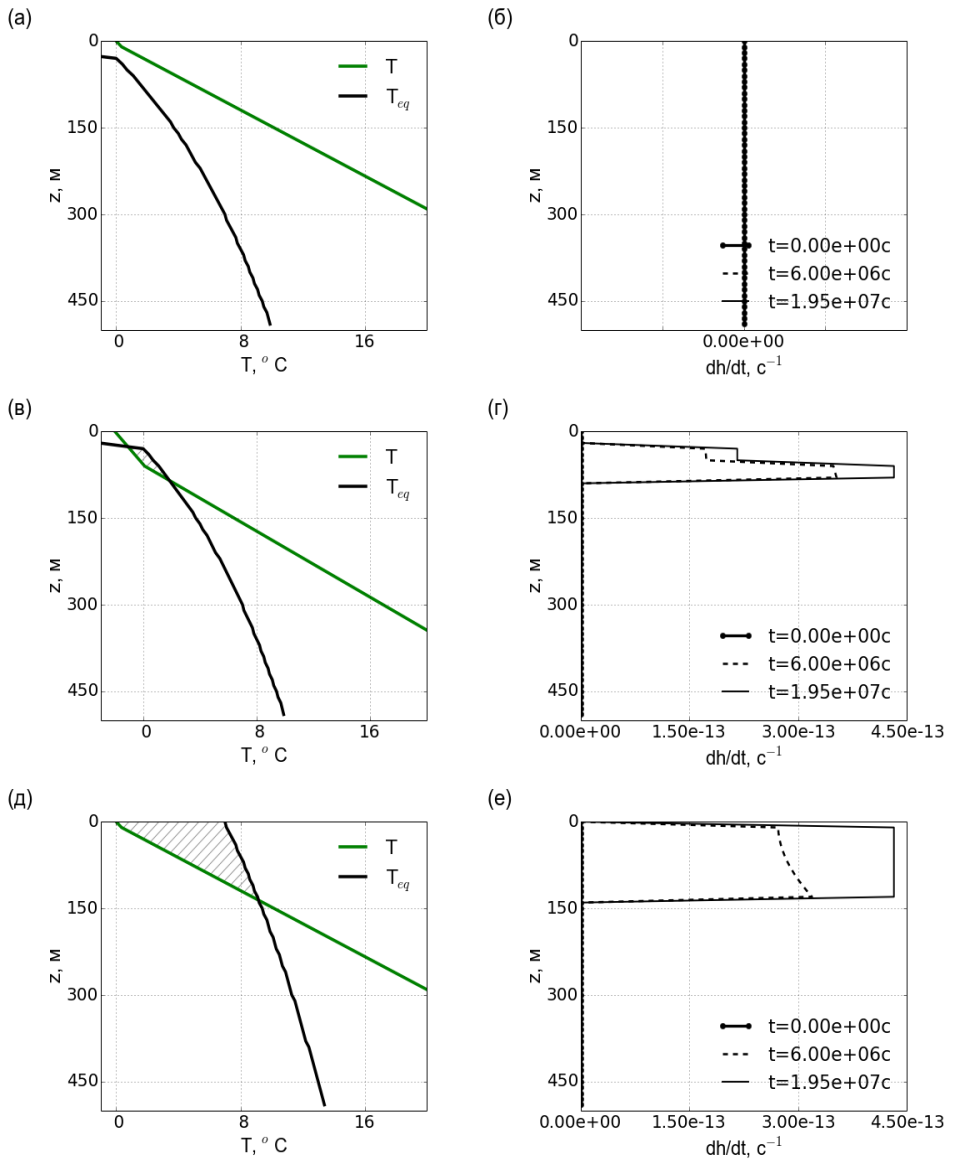 (а)
0
150
300
450
z, м
T
T_eq
0 8 16
T, ° C
(б)
0
150
300
450
z, м
t=0.00e+00c
t=6.00e+06c
t=1.95e+07c
0.00e+00
dh/dt, c⁻¹
(в)
0
150
300
450
z, м
T
T_eq
0 8 16
T, ° C
(г)
0
150
300
450
z, м
t=0.00e+00c
t=6.00e+06c
t=1.95e+07c
0.00e+00 1.50e-13 3.00e-13 4.50e-13
dh/dt, c⁻¹
(д)
0
150
300
450
z, м
T
T_eq
0 8 16
T, ° C
(е)
0
150
300
450
z, м
t=0.00e+00c
t=6.00e+06c
t=1.95e+07c
0.00e+00 1.50e-13 3.00e-13 4.50e-13
dh/dt, c⁻¹